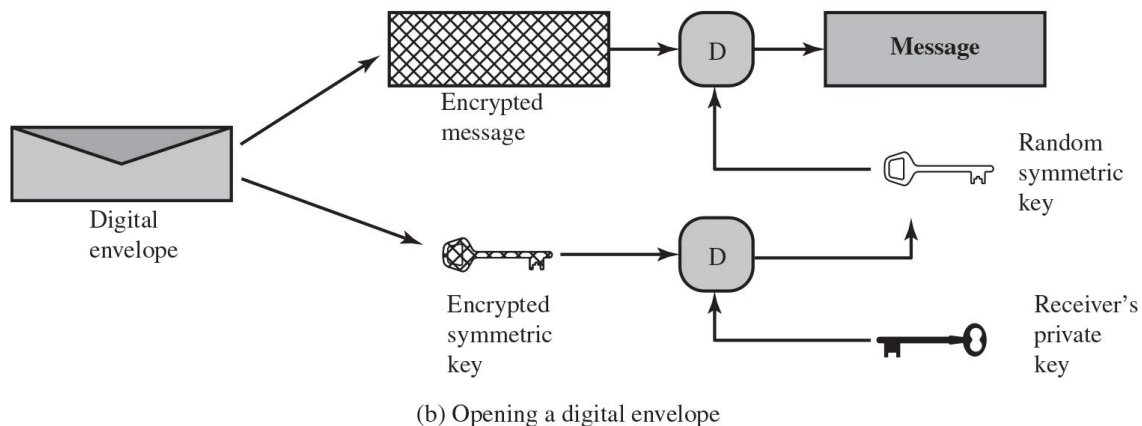 D
Message
Encrypted
message
Random
symmetric
key
Digital
envelope
D
Encrypted
symmetric
key
Receiver's
private
key
(b) Opening a digital envelope